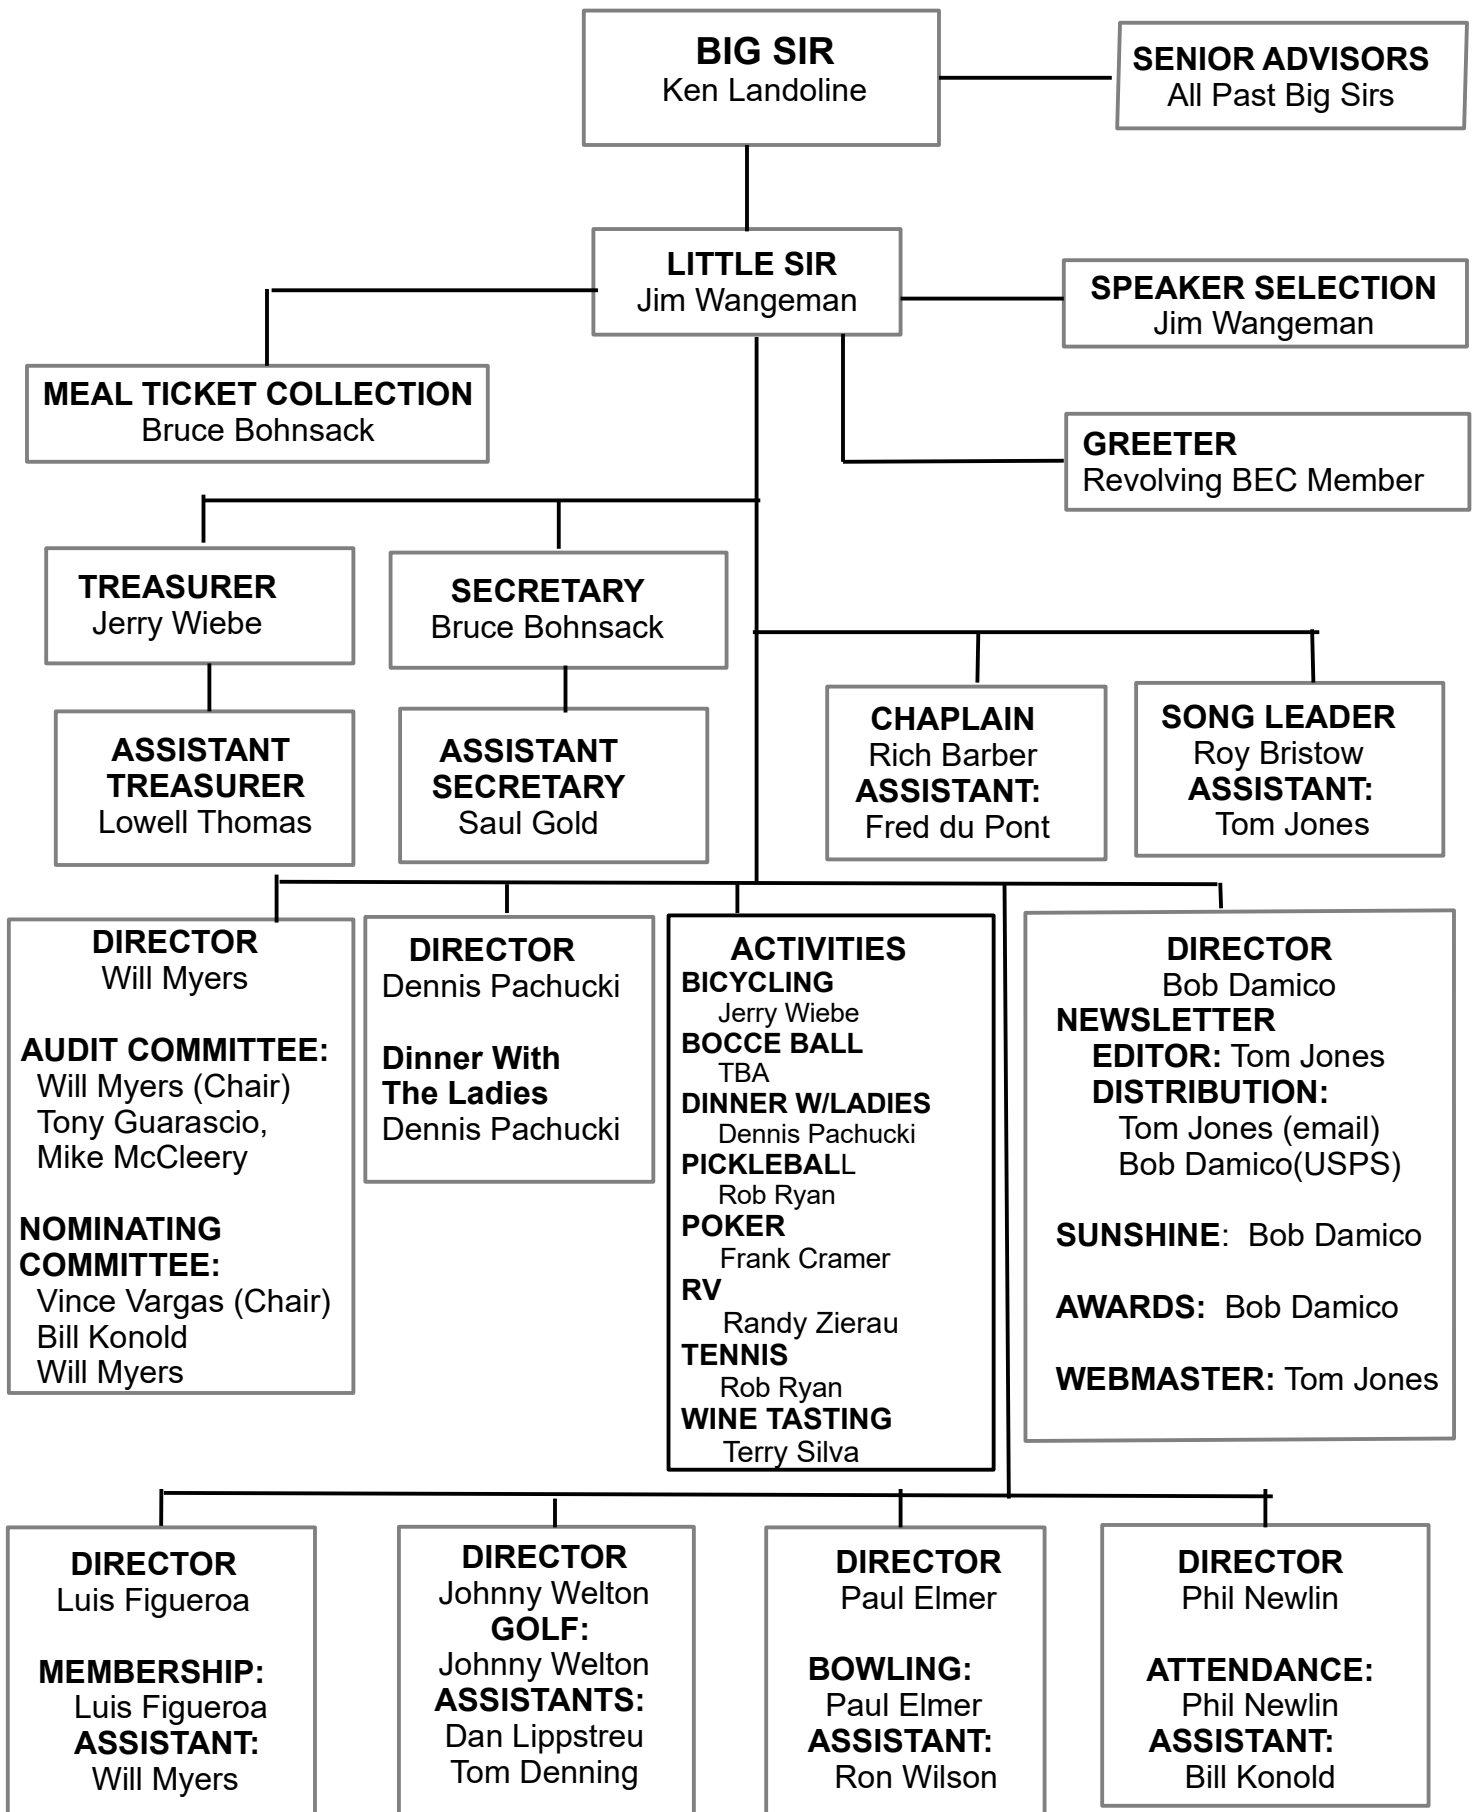 BIG SIR
Ken Landoline
SENIOR ADVISORS
All Past Big Sirs
LITTLE SIR
Jim Wangeman
SPEAKER SELECTION
Jim Wangeman
MEAL TICKET COLLECTION
Bruce Bohnsack
GREETER
Revolving BEC Member
TREASURER
Jerry Wiebe
SECRETARY
Bruce Bohnsack
ASSISTANT
TREASURER
Lowell Thomas
ASSISTANT
SECRETARY
Saul Gold
CHAPLAIN
Rich Barber
ASSISTANT:
Fred du Pont
SONG LEADER
Roy Bristow
ASSISTANT:
Tom Jones
DIRECTOR
Will Myers
AUDIT COMMITTEE:
Will Myers (Chair)
Tony Guarascio,
Mike McCleery
NOMINATING
COMMITTEE:
Vince Vargas (Chair)
Bill Konold
Will Myers
DIRECTOR
Dennis Pachucki
Dinner With
The Ladies
Dennis Pachucki
ACTIVITIES
BICYCLING
Jerry Wiebe
BOCCE BALL
TBA
DINNER W/LADIES
Dennis Pachucki
PICKLEBALL
Rob Ryan
POKER
Frank Cramer
RV
Randy Zierau
TENNIS
Rob Ryan
WINE TASTING
Terry Silva
DIRECTOR
Bob Damico
NEWSLETTER
EDITOR: Tom Jones
DISTRIBUTION:
Tom Jones (email)
Bob Damico(USPS)
SUNSHINE: Bob Damico
AWARDS: Bob Damico
WEBMASTER: Tom Jones
DIRECTOR
Luis Figueroa
MEMBERSHIP:
Luis Figueroa
ASSISTANT:
Will Myers
DIRECTOR
Johnny Welton
GOLF:
Johnny Welton
ASSISTANTS:
Dan Lippstreu
Tom Denning
DIRECTOR
Paul Elmer
BOWLING:
Paul Elmer
ASSISTANT:
Ron Wilson
DIRECTOR
Phil Newlin
ATTENDANCE:
Phil Newlin
ASSISTANT:
Bill Konold